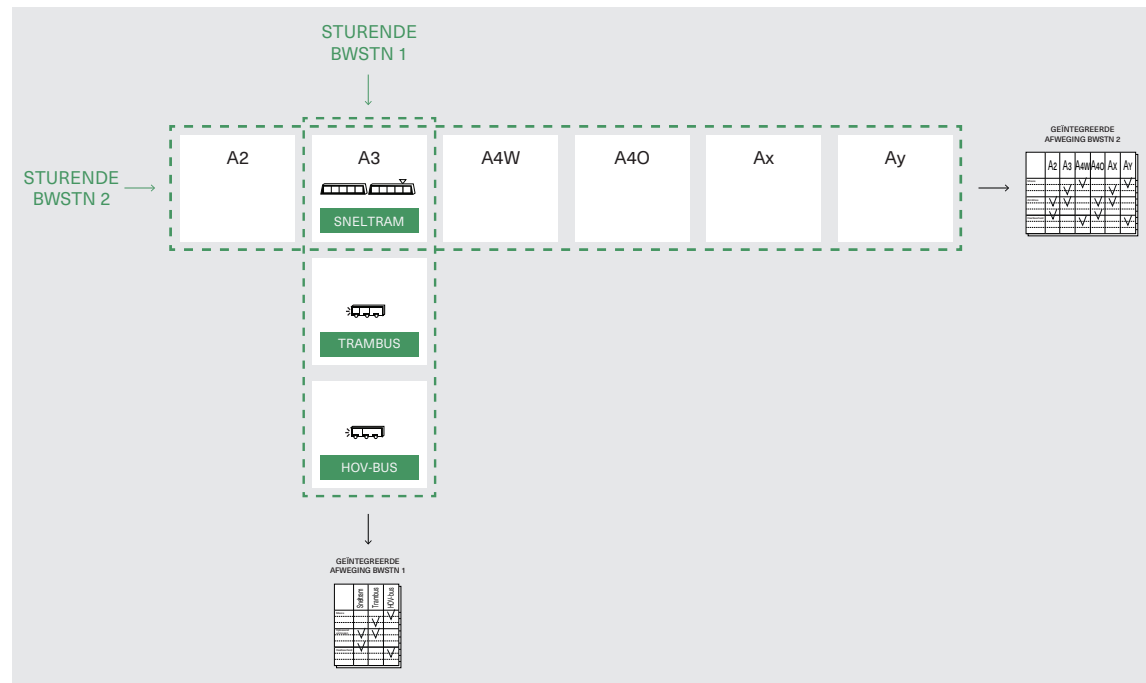 STURENDE
BWSTN 1
STURENDE
BWSTN 2
A2
A3
A4W
A4O
Ax
Ay
SNELTRAM
TRAMBUS
HOV-BUS
GEÏNTEGREERDE
AFWEGING BWSTN 2
A2 A3 A4W A4O AX AY
GEÏNTEGREERDE
AFWEGING BWSTN 1
Sneltram Trambus HOV-bus